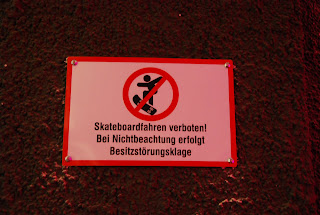 Skateboardfahren verboten!
Bei Nichtbeachtung erfolgt
Besitzstörungsklage